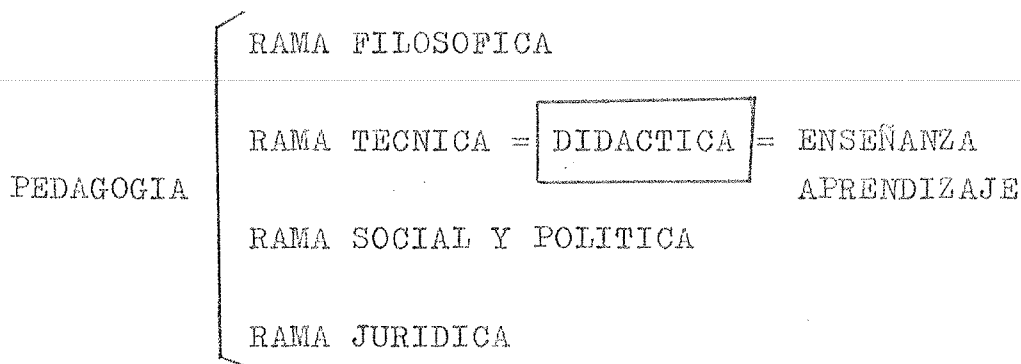 RAMA FILOSOFICA
RAMA TECNICA = DIDACTICA = ENSEÑANZA
PEDAGOGIA APRENDIZAJE
RAMA SOCIAL Y POLITICA
RAMA JURIDICA